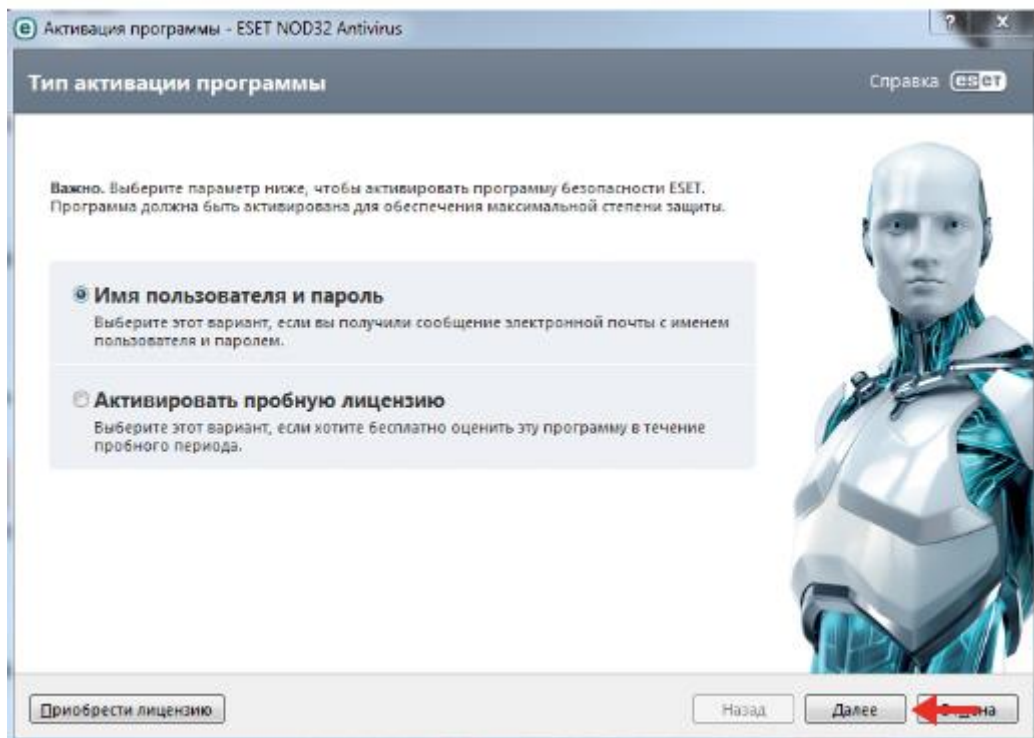 Активация программы - ESET NOD32 Antivirus
Тип активации программы
Справка eset
Важно. Выберите параметр ниже, чтобы активировать программу безопасности ESET.
Программа должна быть активирована для обеспечения максимальной степени защиты.
Имя пользователя и пароль
Выберите этот вариант, если вы получили сообщение электронной почты с именем
пользователя и паролем.
Активировать пробную лицензию
Выберите этот вариант, если хотите бесплатно оценить эту программу в течение
пробного периода.
Приобрести лицензию
Назад
Далее